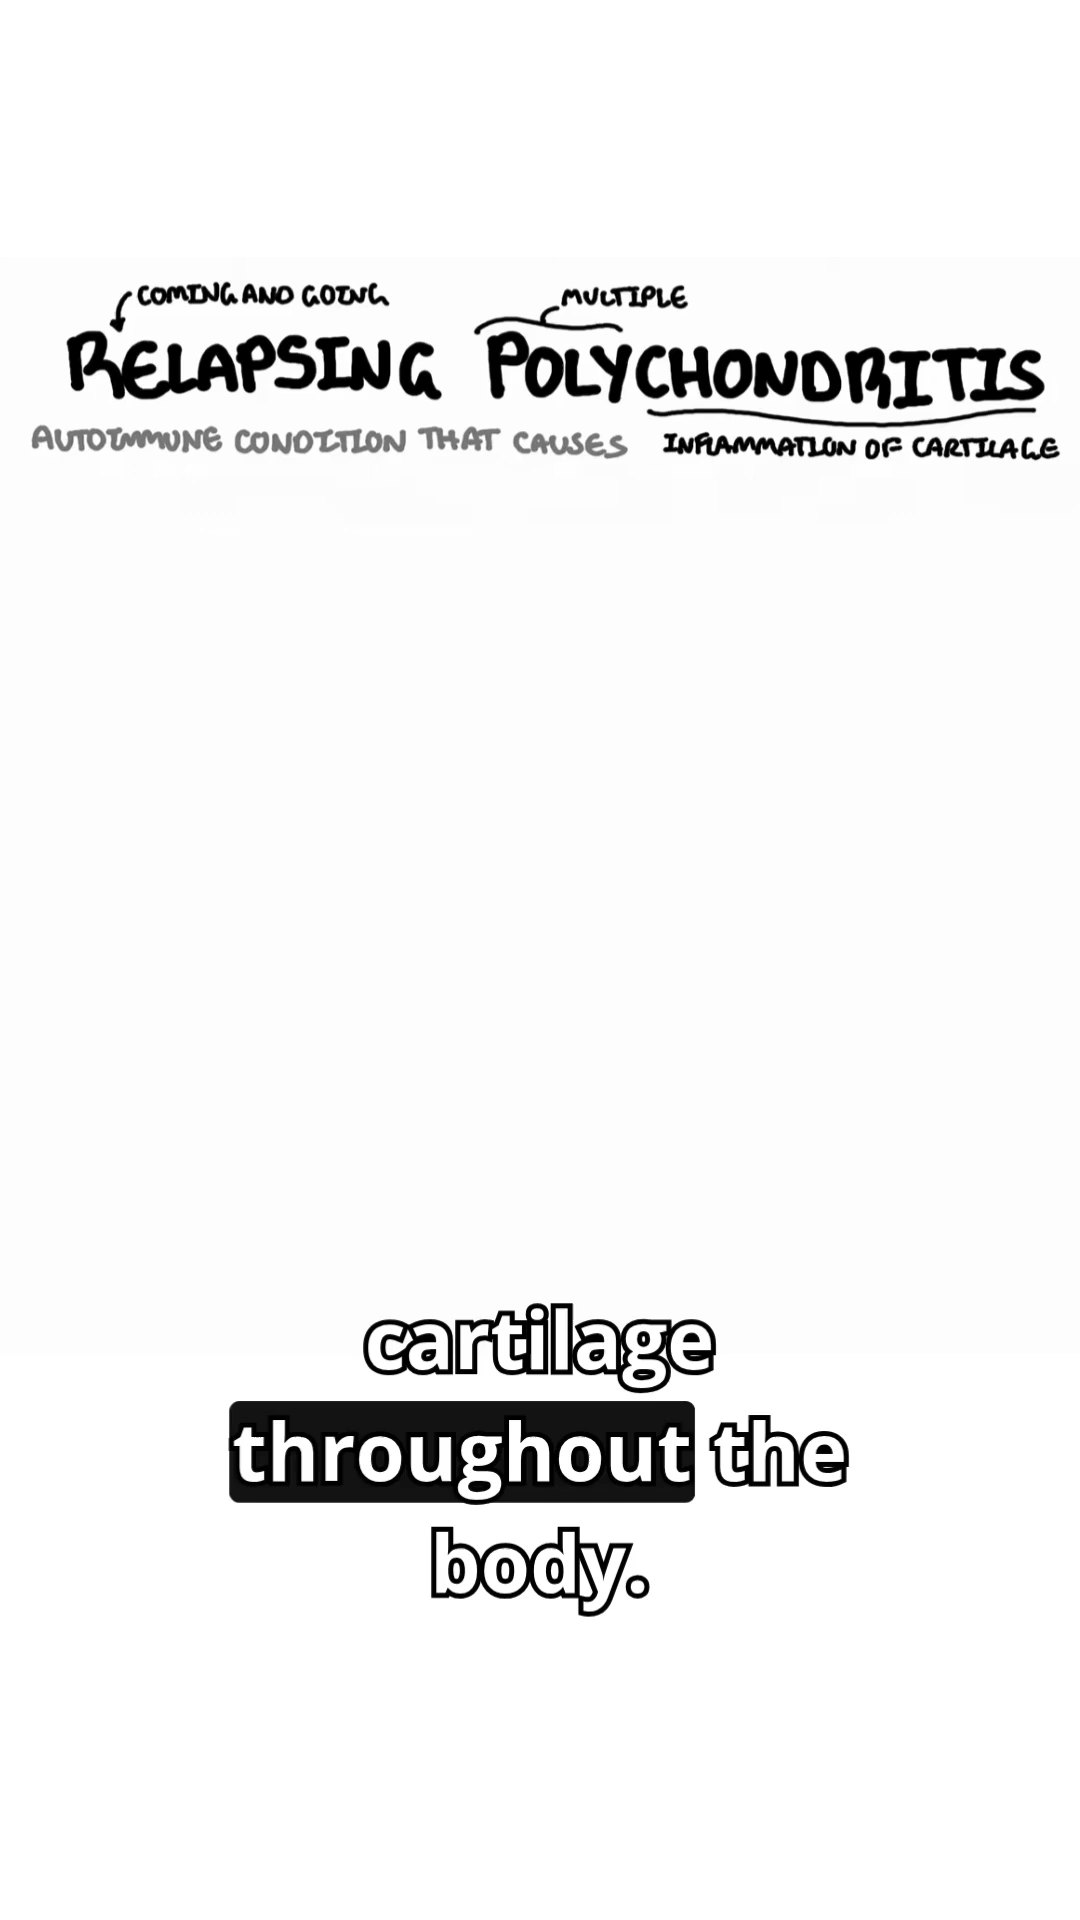 COMING AND GOING
MULTIPLE
RELAPSING POLYCHONDRITIS
AUTOIMMUNE CONDITION THAT CAUSES INFLAMMATION OF CARTILAGE
cartilage
throughout the
body.